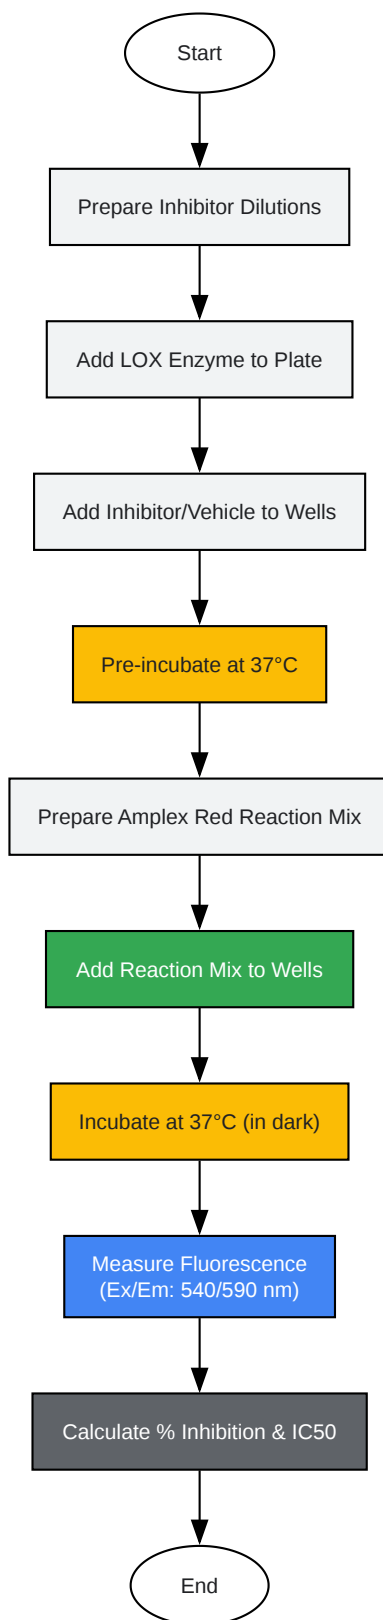 Start
Prepare Inhibitor Dilutions
Add LOX Enzyme to Plate
Add Inhibitor/Vehicle to Wells
Pre-incubate at 37°C
Prepare Amplex Red Reaction Mix
Add Reaction Mix to Wells
Incubate at 37°C (in dark)
Measure Fluorescence
(Ex/Em: 540/590 nm)
Calculate % Inhibition & IC50
End